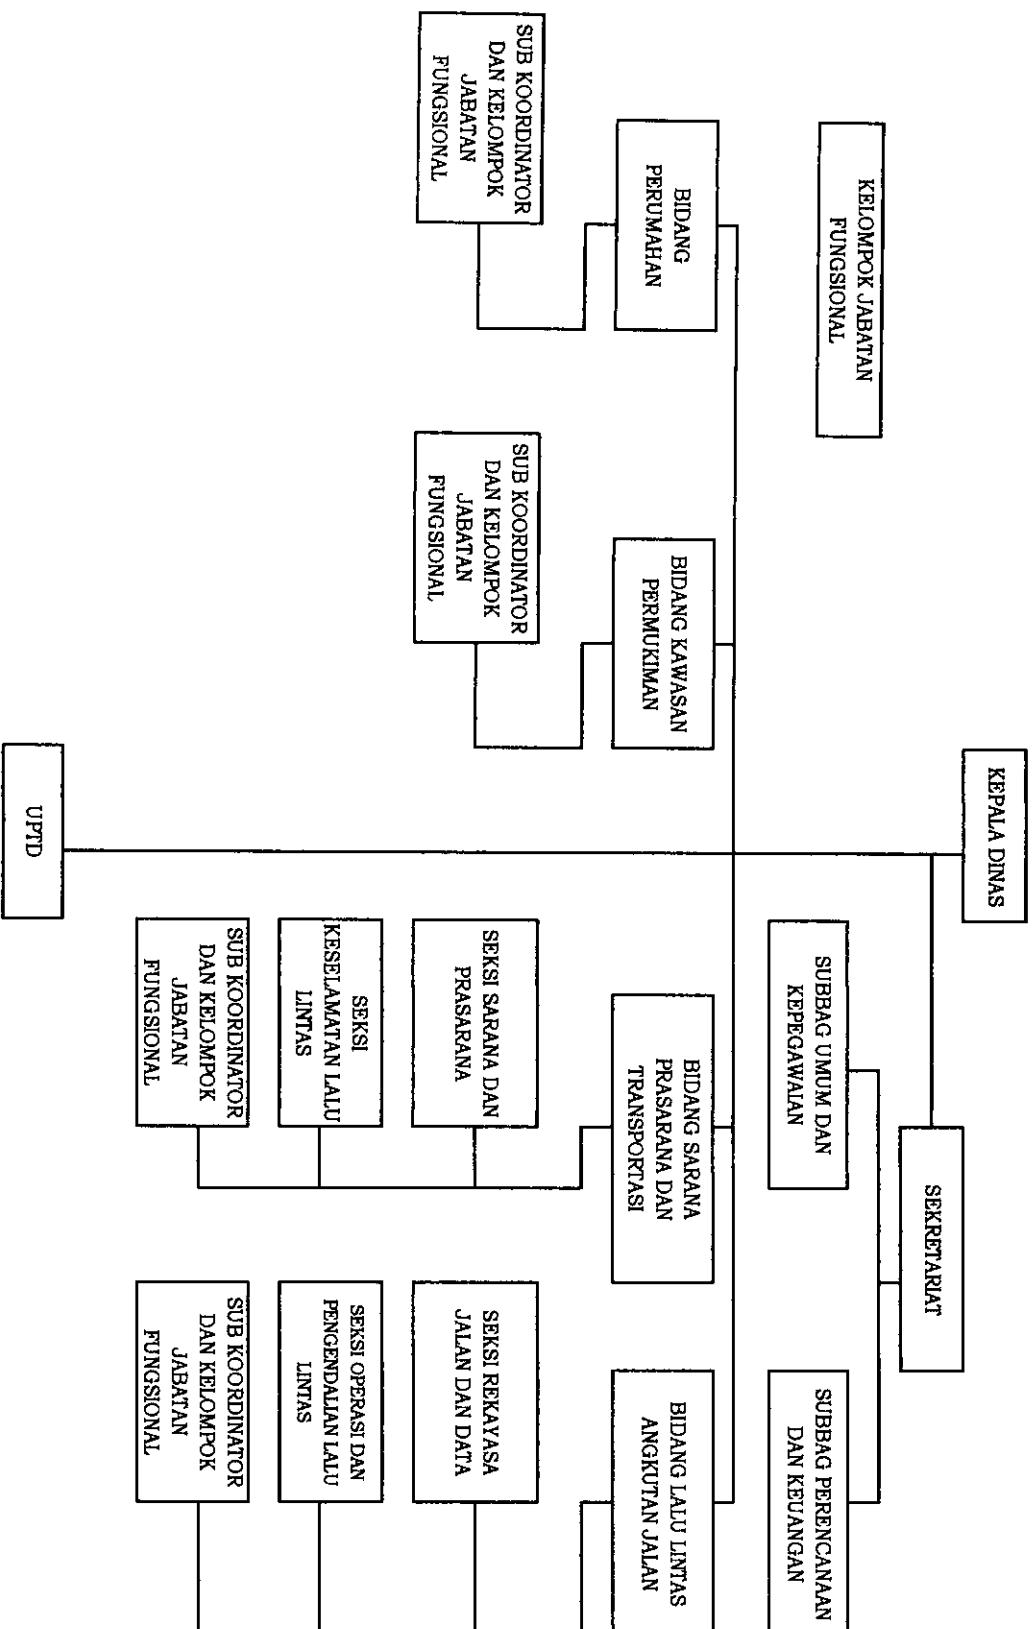 KEPALA DINAS
SEKRETARIAT
KELOMPOK JABATAN
FUNGSIONAL
SUBBAG UMUM DAN
KEPEGAWAIAN
SUBBAG PERENCANAAN
DAN KEUANGAN
BIDANG
PERUMAHAN
BIDANG KAWASAN
PERMUKIMAN
BIDANG SARANA
PRASARANA DAN
TRANSPORTASI
BIDANG LALU LINTAS
ANGKUTAN JALAN
SUB KOORDINATOR
DAN KELOMPOK
JABATAN
FUNGSIONAL
SUB KOORDINATOR
DAN KELOMPOK
JABATAN
FUNGSIONAL
SEKSI SARANA DAN
PRASARANA
SEKSI REKAYASA
JALAN DAN DATA
SEKSI
KESELAMATAN LALU
LINTAS
SEKSI OPERASI DAN
PENGENDALIAN LALU
LINTAS
SUB KOORDINATOR
DAN KELOMPOK
JABATAN
FUNGSIONAL
SUB KOORDINATOR
DAN KELOMPOK
JABATAN
FUNGSIONAL
UPTD